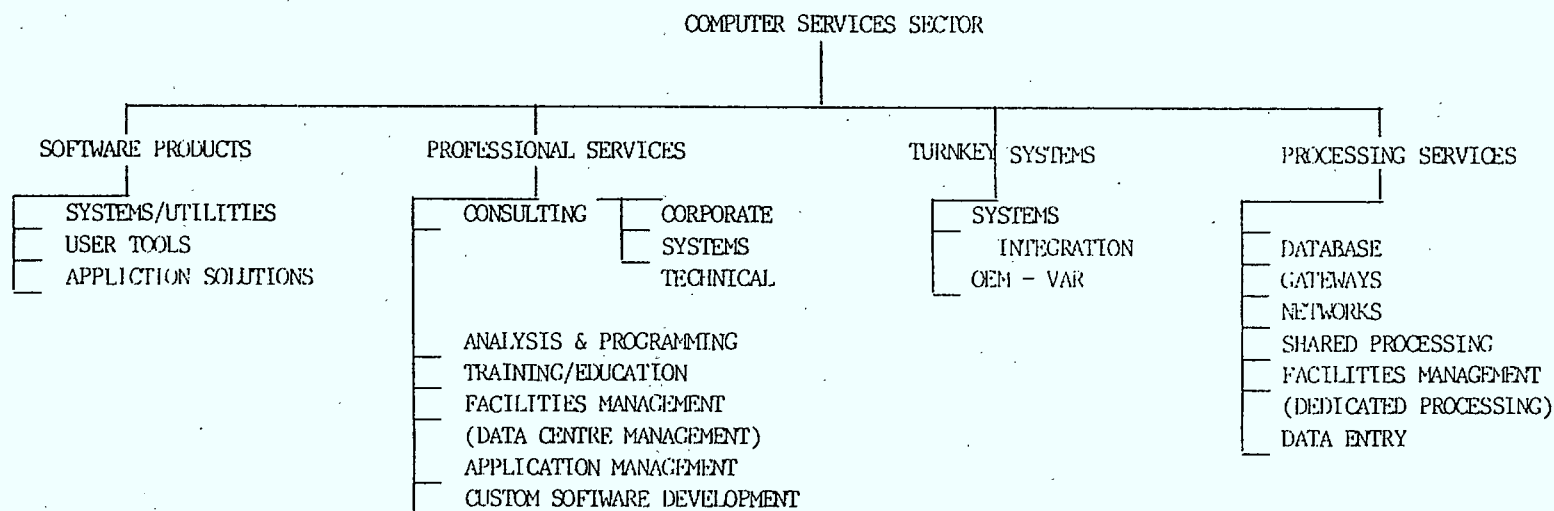 COMPUTER SERVICES SECTOR
SOFTWARE PRODUCTS
SYSTEMS/UTILITIES
USER TOOLS
APPLICTION SOLUTIONS
PROFESSIONAL SERVICES
CONSULTING
CORPORATE
SYSTEMS
TECHNICAL
ANALYSIS & PROGRAMMING
TRAINING/EDUCATION
FACILITIES MANAGEMENT
(DATA CENTRE MANAGEMENT)
APPLICATION MANAGEMENT
CUSTOM SOFTWARE DEVELOPMENT
TURNKEY SYSTEMS
SYSTEMS
INTEGRATION
OEM - VAR
PROCESSING SERVICES
DATABASE
GATEWAYS
NETWORKS
SHARED PROCESSING
FACILITIES MANAGEMENT
(DEDICATED PROCESSING)
DATA ENTRY